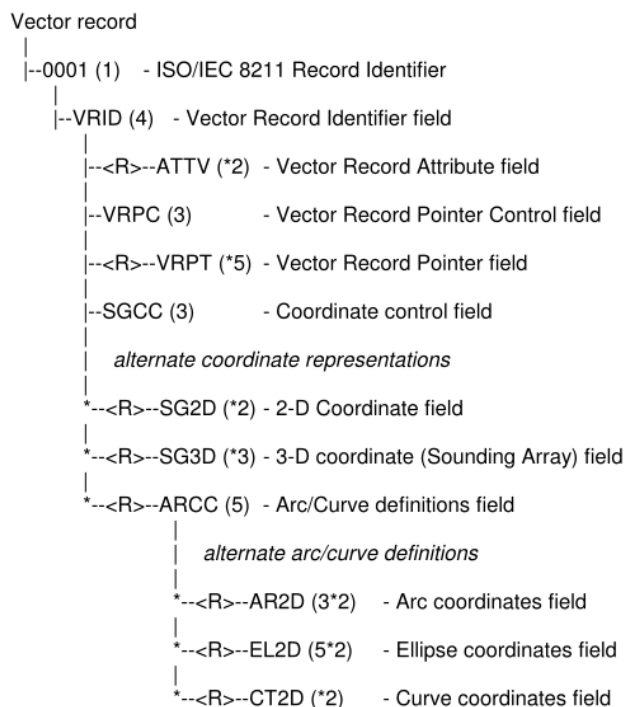 Vector record
|
|--0001 (1) - ISO/IEC 8211 Record Identifier
|
|--VRID (4) - Vector Record Identifier field
|
|--<R>--ATTV (*2) - Vector Record Attribute field
|
|--VRPC (3) - Vector Record Pointer Control field
|
|--<R>--VRPT (*5) - Vector Record Pointer field
|
|--SGCC (3) - Coordinate control field
|
| alternate coordinate representations
|
*--<R>--SG2D (*2) - 2-D Coordinate field
|
*--<R>--SG3D (*3) - 3-D coordinate (Sounding Array) field
|
*--<R>--ARCC (5) - Arc/Curve definitions field
|
| alternate arc/curve definitions
|
*--<R>--AR2D (3*2) - Arc coordinates field
|
*--<R>--EL2D (5*2) - Ellipse coordinates field
|
*--<R>--CT2D (*2) - Curve coordinates field